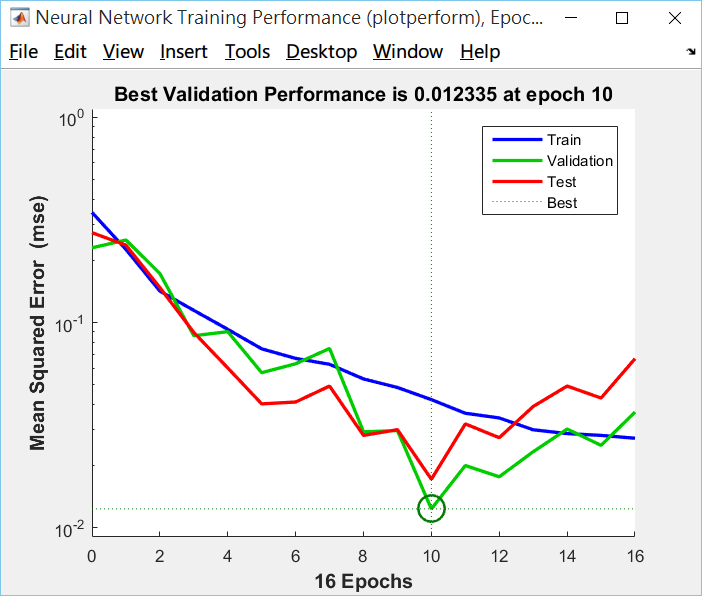 Neural Network Training Performance (plotperform), Epoc...
File Edit View Insert Tools Desktop Window Help
Best Validation Performance is 0.012335 at epoch 10
10^0
10^-1
10^-2
Mean Squared Error (mse)
Train
Validation
Test
Best
0 2 4 6 8 10 12 14 16
16 Epochs